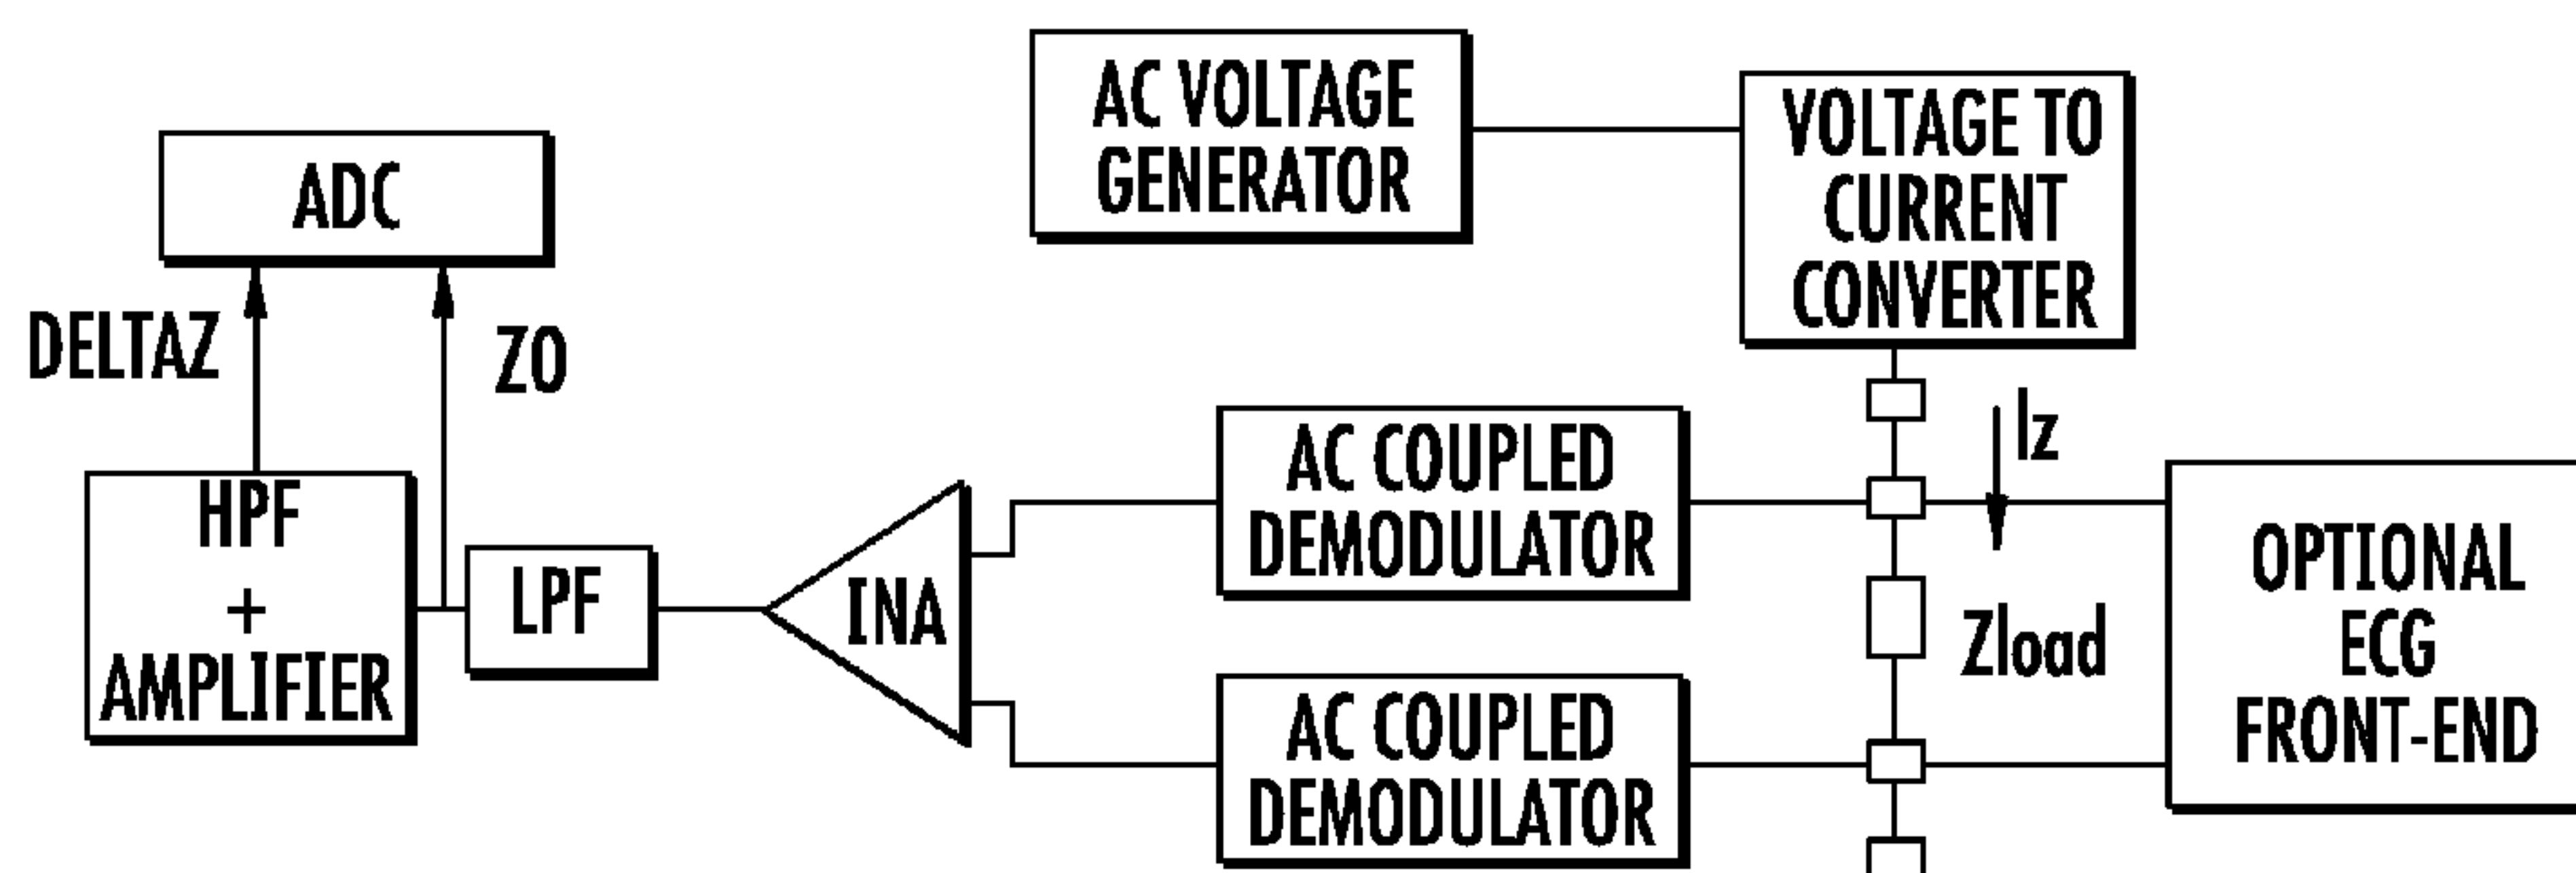 AC VOLTAGE
GENERATOR
VOLTAGE TO
CURRENT
CONVERTER
ADC
DELTAZ
ZO
Iz
HPF
+
AMPLIFIER
LPF
INA
AC COUPLED
DEMODULATOR
AC COUPLED
DEMODULATOR
Zload
OPTIONAL
ECG
FRONT-END